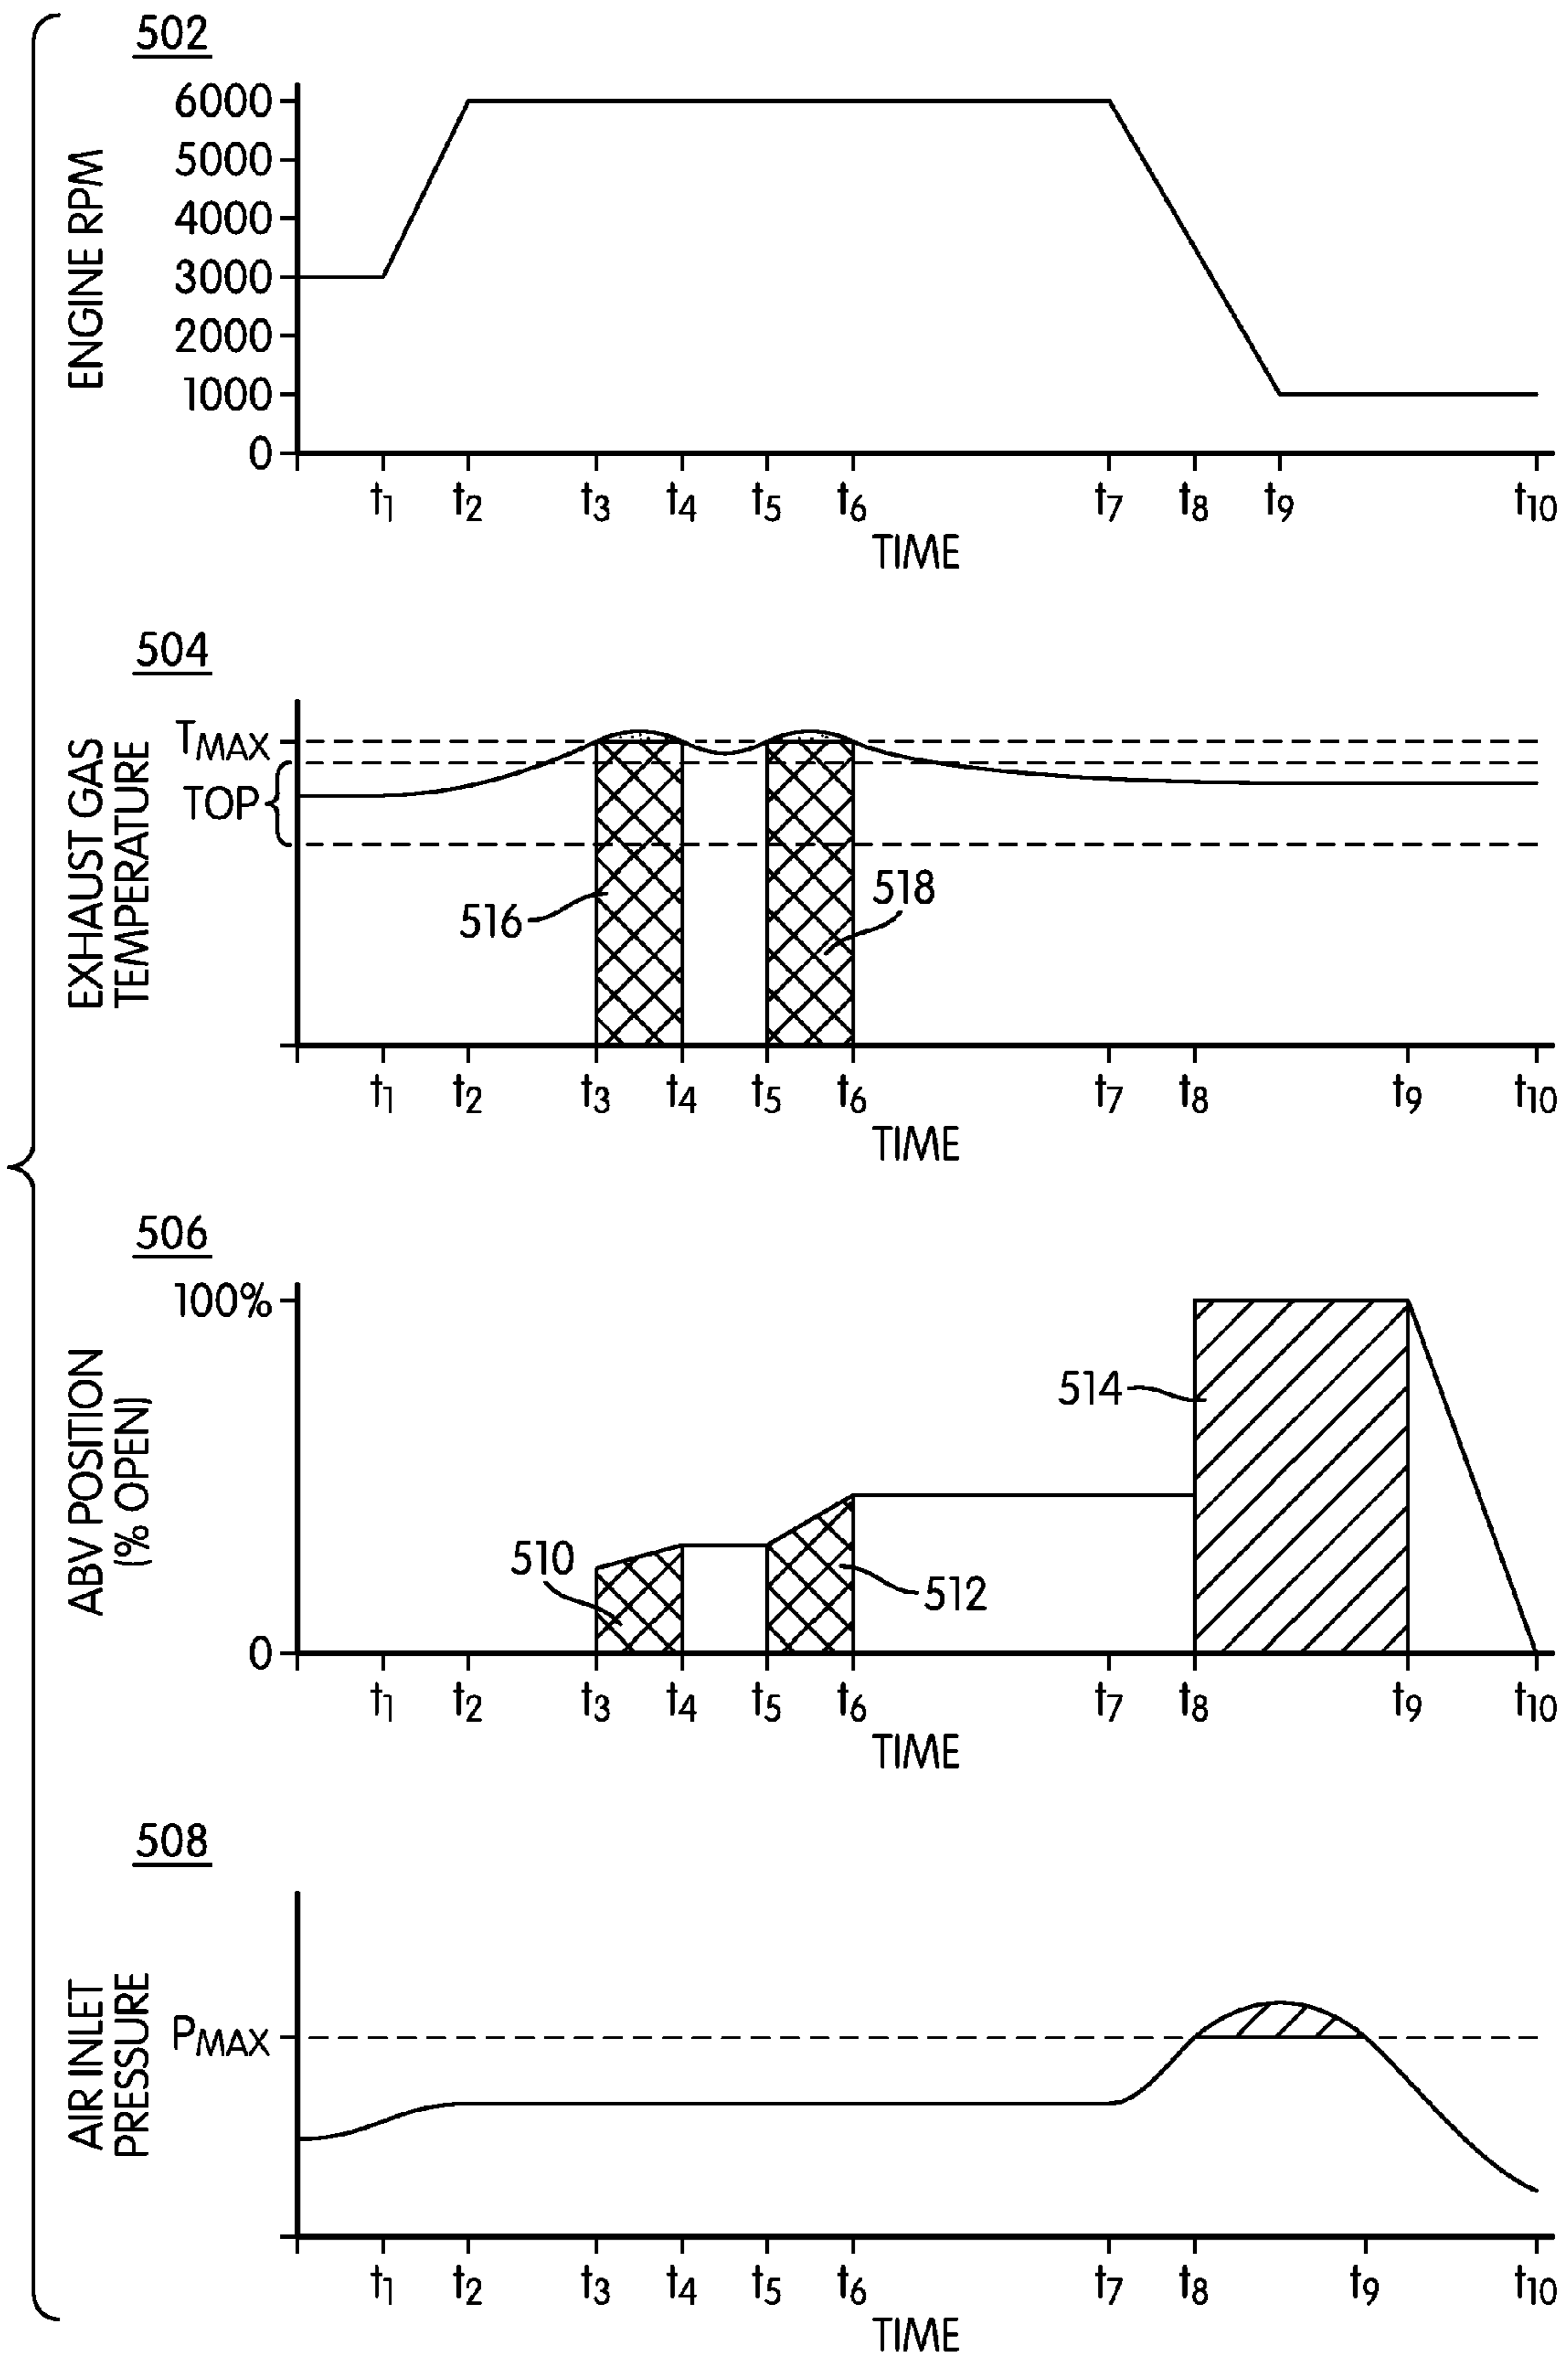 502
ENGINE RPM
6000
5000
4000
3000
2000
1000
0
t1 t2 t3 t4 t5 t6 t7 t8 t9 t10
TIME
504
EXHAUST GAS
TEMPERATURE
TMAX
TOP
516
518
t1 t2 t3 t4 t5 t6 t7 t8 t9 t10
TIME
506
ABV POSITION
(% OPEN)
100%
514
510
512
0
t1 t2 t3 t4 t5 t6 t7 t8 t9 t10
TIME
508
AIR INLET
PRESSURE
PMAX
t1 t2 t3 t4 t5 t6 t7 t8 t9 t10
TIME